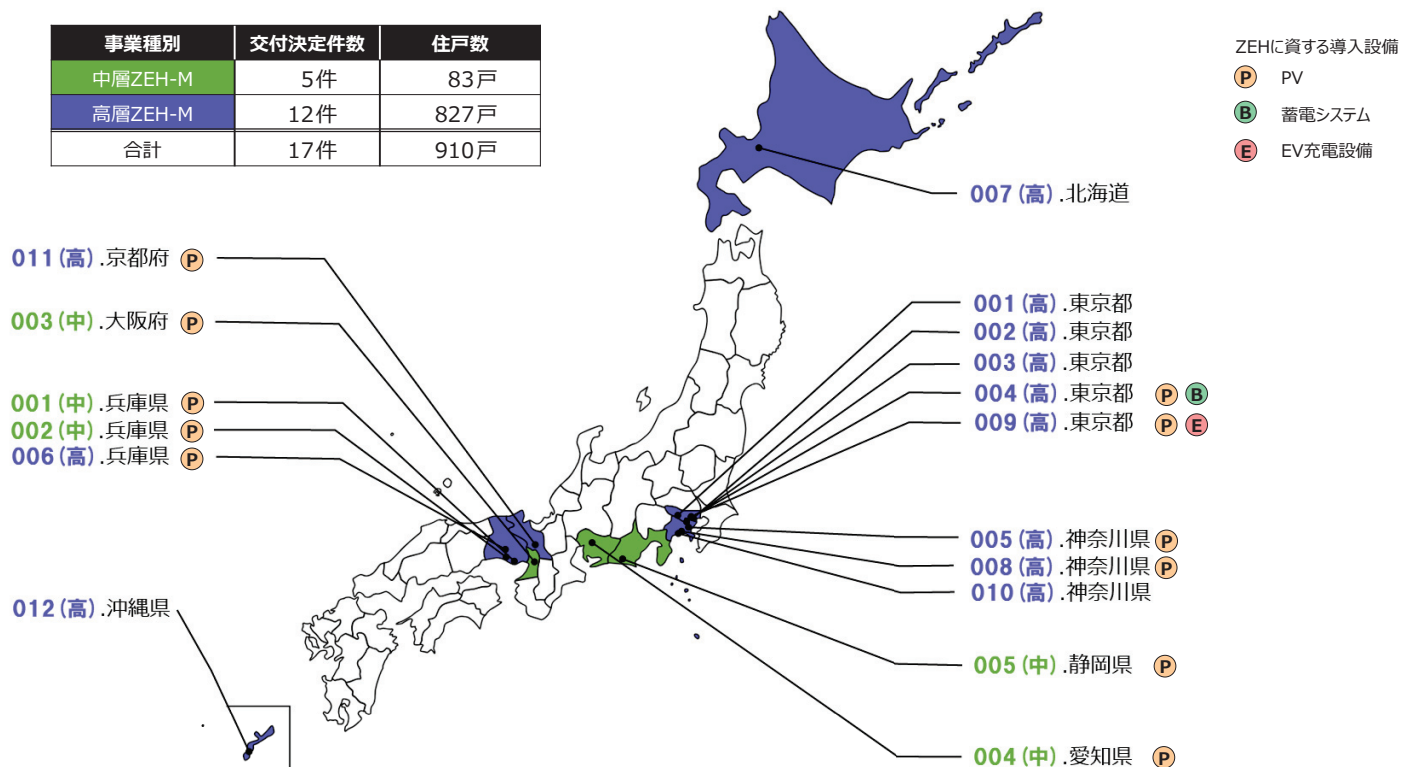 事業種別 交付決定件数 住戸数
中層ZEH-M 5件 83戸
高層ZEH-M 12件 827戸
合計 17件 910戸
ZEHに資する導入設備
P PV
B 蓄電システム
E EV充電設備
007(高).北海道
011(高).京都府 P
003(中).大阪府 P
001(中).兵庫県 P
002(中).兵庫県 P
006(高).兵庫県 P
012(高).沖縄県
001(高).東京都
002(高).東京都
003(高).東京都
004(高).東京都 P B
009(高).東京都 P E
005(高).神奈川県 P
008(高).神奈川県 P
010(高).神奈川県
005(中).静岡県 P
004(中).愛知県 P